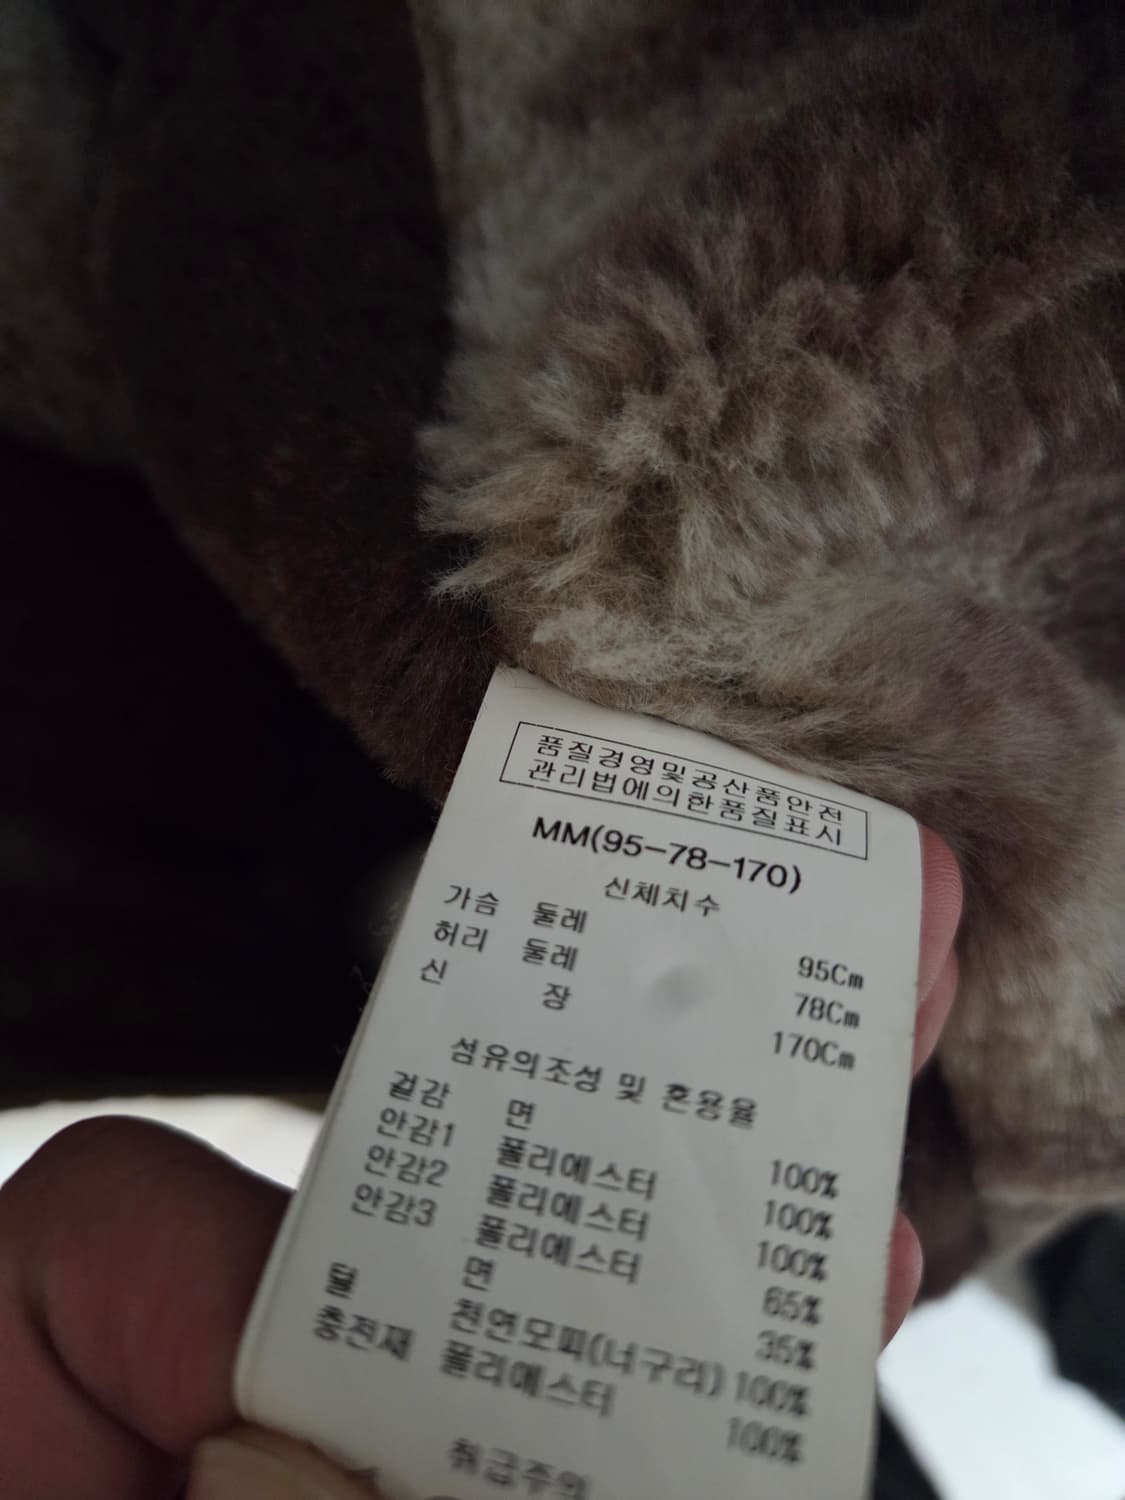 품질경영및공산품안전
관리법에의한품질표시
MM(95-78-170)
신체치수
가슴 둘레 95Cm
허리 둘레 78Cm
신 장 170Cm
섬유의조성 및 혼용율
겉감 면 100%
안감1 폴리에스터 100%
안감2 폴리에스터 100%
안감3 폴리에스터 65%
면 35%
털 천연모피(너구리) 100%
충전재 폴리에스터 100%
취급주의